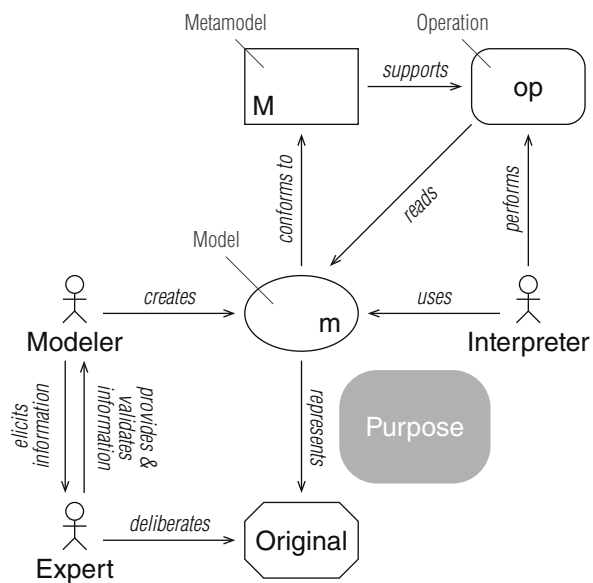 Metamodel
Operation
M
supports
op
conforms to
reads
performs
Model
creates
m
uses
Modeler
Interpreter
elicits
information
provides &
validates
information
represents
Purpose
Expert
deliberates
Original